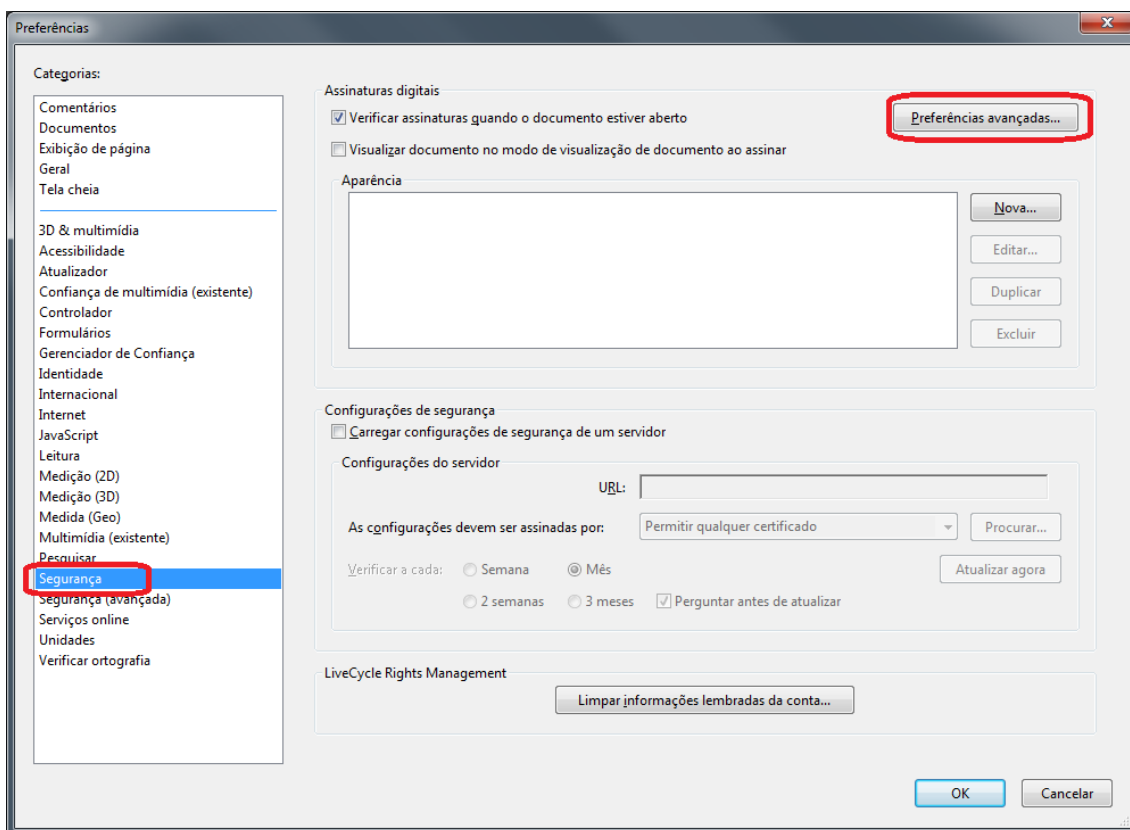 Preferências
Categorias:
Comentários
Documentos
Exibição de página
Geral
Tela cheia
3D & multimídia
Acessibilidade
Atualizador
Confiança de multimídia (existente)
Controlador
Formulários
Gerenciador de Confiança
Identidade
Internacional
Internet
JavaScript
Leitura
Medição (2D)
Medição (3D)
Medida (Geo)
Multimídia (existente)
Pesquisar
Segurança
Segurança (avançada)
Serviços online
Unidades
Verificar ortografia
Assinaturas digitais
Verificar assinaturas quando o documento estiver aberto
Preferências avançadas...
Visualizar documento no modo de visualização de documento ao assinar
Aparência
Nova...
Editar...
Duplicar
Excluir
Configurações de segurança
Carregar configurações de segurança de um servidor
Configurações do servidor
URL:
As configurações devem ser assinadas por: Permitir qualquer certificado Procurar...
Verificar a cada: Semana Mês Atualizar agora
2 semanas 3 meses Perguntar antes de atualizar
LiveCycle Rights Management
Limpar informações lembradas da conta...
OK Cancelar